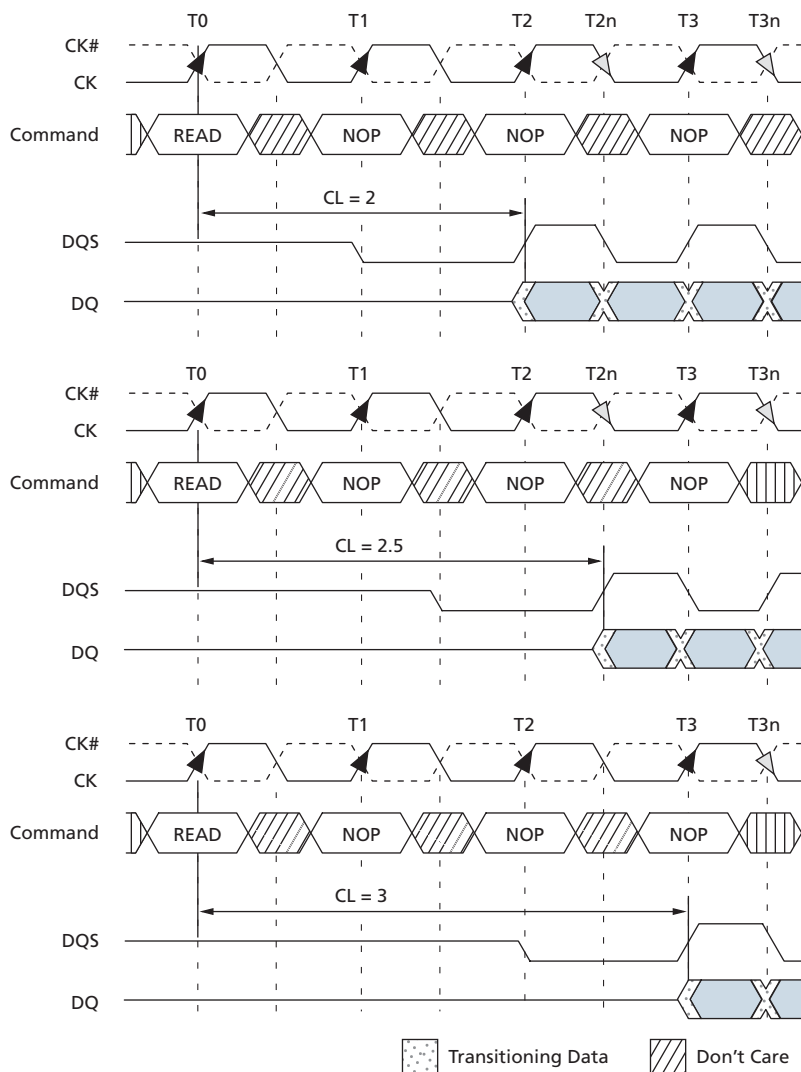 T0 T1 T2 T2n T3 T3n
CK#
CK
Command READ NOP NOP NOP
CL = 2
DQS
DQ
T0 T1 T2 T2n T3 T3n
CK#
CK
Command READ NOP NOP NOP
CL = 2.5
DQS
DQ
T0 T1 T2 T3 T3n
CK#
CK
Command READ NOP NOP NOP
CL = 3
DQS
DQ
Transitioning Data Don't Care